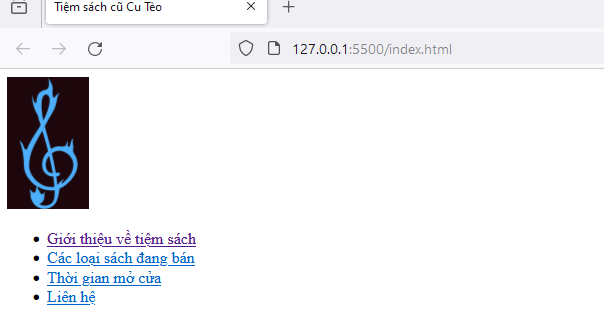 Tiệm sách cũ Cu Tèo
127.0.0.1:5500/index.html
Giới thiệu về tiệm sách
Các loại sách đang bán
Thời gian mở cửa
Liên hệ